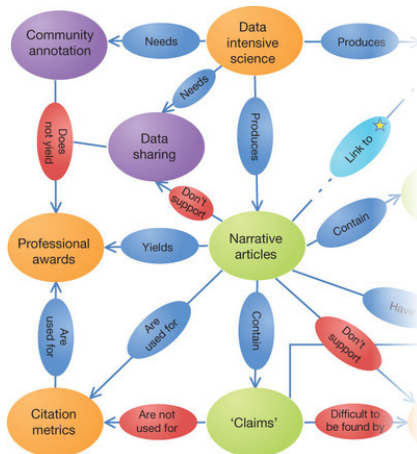 Community
annotation
Needs
Data
intensive
science
Produces
Needs
Does
not yield
Data
sharing
Produces
Link to
Don't
support
Professional
awards
Yields
Narrative
articles
Contain
Are
used for
Are
used for
Contain
Have
Don't
support
Citation
metrics
Are not
used for
'Claims'
Difficult to
be found by